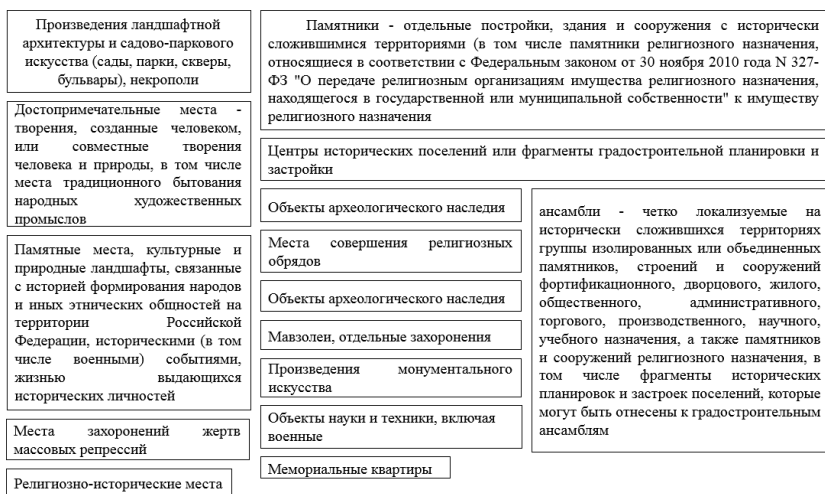 Произведения ландшафтной
архитектуры и садово-паркового
искусства (сады, парки, скверы,
бульвары), некрополи
Достопримечательные места -
творения, созданные человеком,
или совместные творения
человека и природы, в том числе
места традиционного бытования
народных художественных
промыслов
Памятные места, культурные и
природные ландшафты, связанные
с историей формирования народов
и иных этнических общностей на
территории Российской
Федерации, историческими (в том
числе военными) событиями,
жизнью выдающихся
исторических личностей
Места захоронений жертв
массовых репрессий
Религиозно-исторические места
Памятники - отдельные постройки, здания и сооружения с исторически
сложившимися территориями (в том числе памятники религиозного назначения,
относящиеся в соответствии с Федеральным законом от 30 ноября 2010 года N 327-
ФЗ "О передаче религиозным организациям имущества религиозного назначения,
находящегося в государственной или муниципальной собственности" к имуществу
религиозного назначения
Центры исторических поселений или фрагменты градостроительной планировки и
застройки
Объекты археологического наследия
Места совершения религиозных
обрядов
Объекты археологического наследия
Мавзолеи, отдельные захоронения
Произведения монументального
искусства
Объекты науки и техники, включая
военные
Мемориальные квартиры
ансамбли - четко локализуемые на
исторически сложившихся территориях
группы изолированных или объединенных
памятников, строений и сооружений
фортификационного, дворцового, жилого,
общественного, административного,
торгового, производственного, научного,
учебного назначения, а также памятников
и сооружений религиозного назначения, в
том числе фрагменты исторических
планировок и застроек поселений, которые
могут быть отнесены к градостроительным
ансамблям